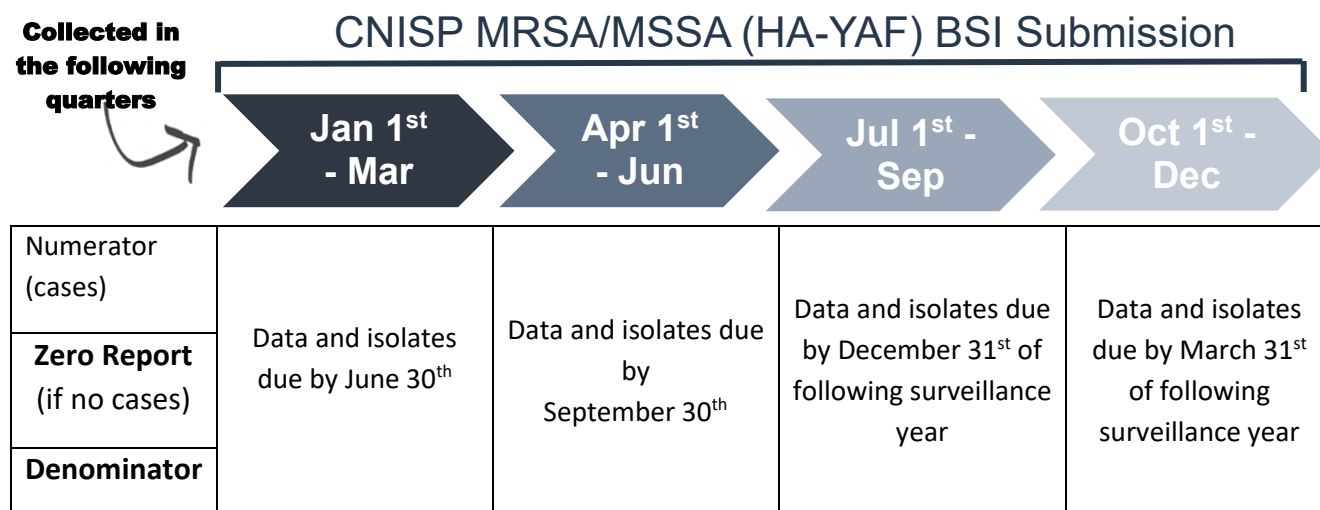 Collected in
the following
quarters
CNISP MRSA/MSSA (HA-YAF) BSI Submission
Jan 1st
- Mar
Apr 1st
- Jun
Jul 1st -
Sep
Oct 1st -
Dec
Numerator
(cases)
Zero Report
(if no cases)
Denominator
Data and isolates
due by June 30th
Data and isolates due
by
September 30th
Data and isolates due
by December 31st of
following surveillance
year
Data and isolates
due by March 31st
of following
surveillance year